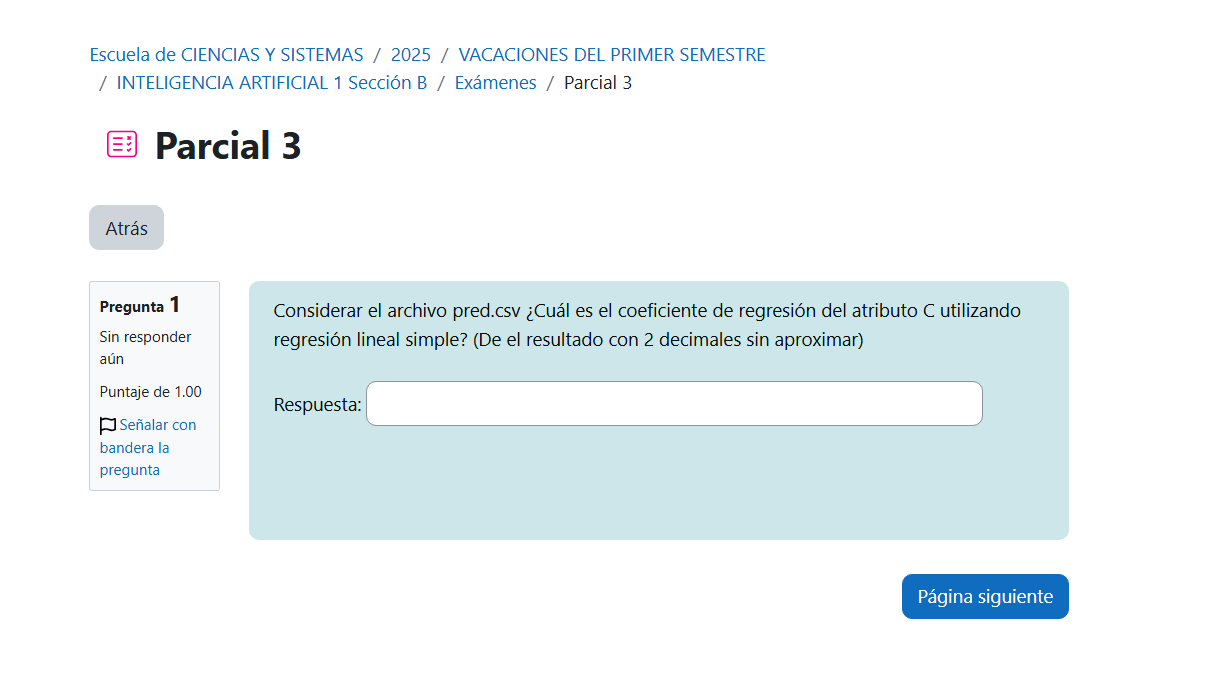 Escuela de CIENCIAS Y SISTEMAS / 2025 / VACACIONES DEL PRIMER SEMESTRE
/ INTELIGENCIA ARTIFICIAL 1 Sección B / Exámenes / Parcial 3
Parcial 3
Atrás
Pregunta 1
Sin responder
aún
Puntaje de 1.00
Señalar con
bandera la
pregunta
Considerar el archivo pred.csv ¿Cuál es el coeficiente de regresión del atributo C utilizando
regresión lineal simple? (De el resultado con 2 decimales sin aproximar)
Respuesta:
Página siguiente